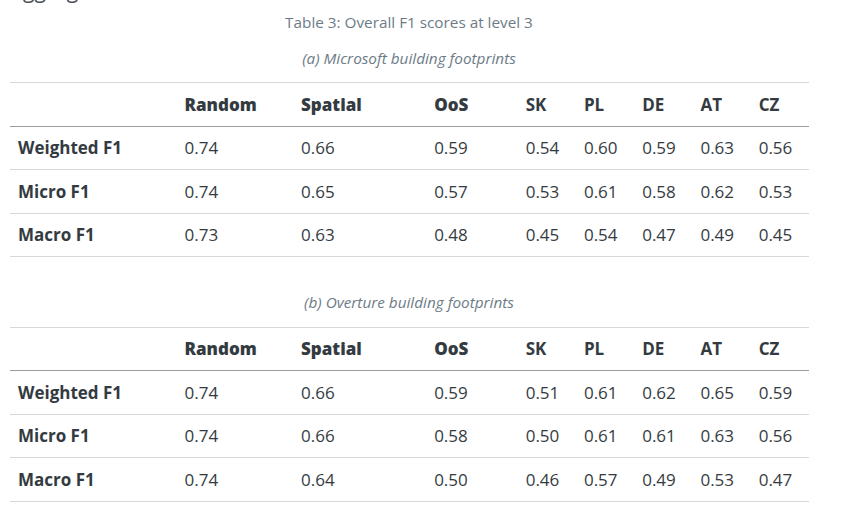 Table 3: Overall F1 scores at level 3
(a) Microsoft building footprints
Random Spatial OoS SK PL DE AT CZ
Weighted F1 0.74 0.66 0.59 0.54 0.60 0.59 0.63 0.56
Micro F1 0.74 0.65 0.57 0.53 0.61 0.58 0.62 0.53
Macro F1 0.73 0.63 0.48 0.45 0.54 0.47 0.49 0.45
(b) Overture building footprints
Random Spatial OoS SK PL DE AT CZ
Weighted F1 0.74 0.66 0.59 0.51 0.61 0.62 0.65 0.59
Micro F1 0.74 0.66 0.58 0.50 0.61 0.61 0.63 0.56
Macro F1 0.74 0.64 0.50 0.46 0.57 0.49 0.53 0.47